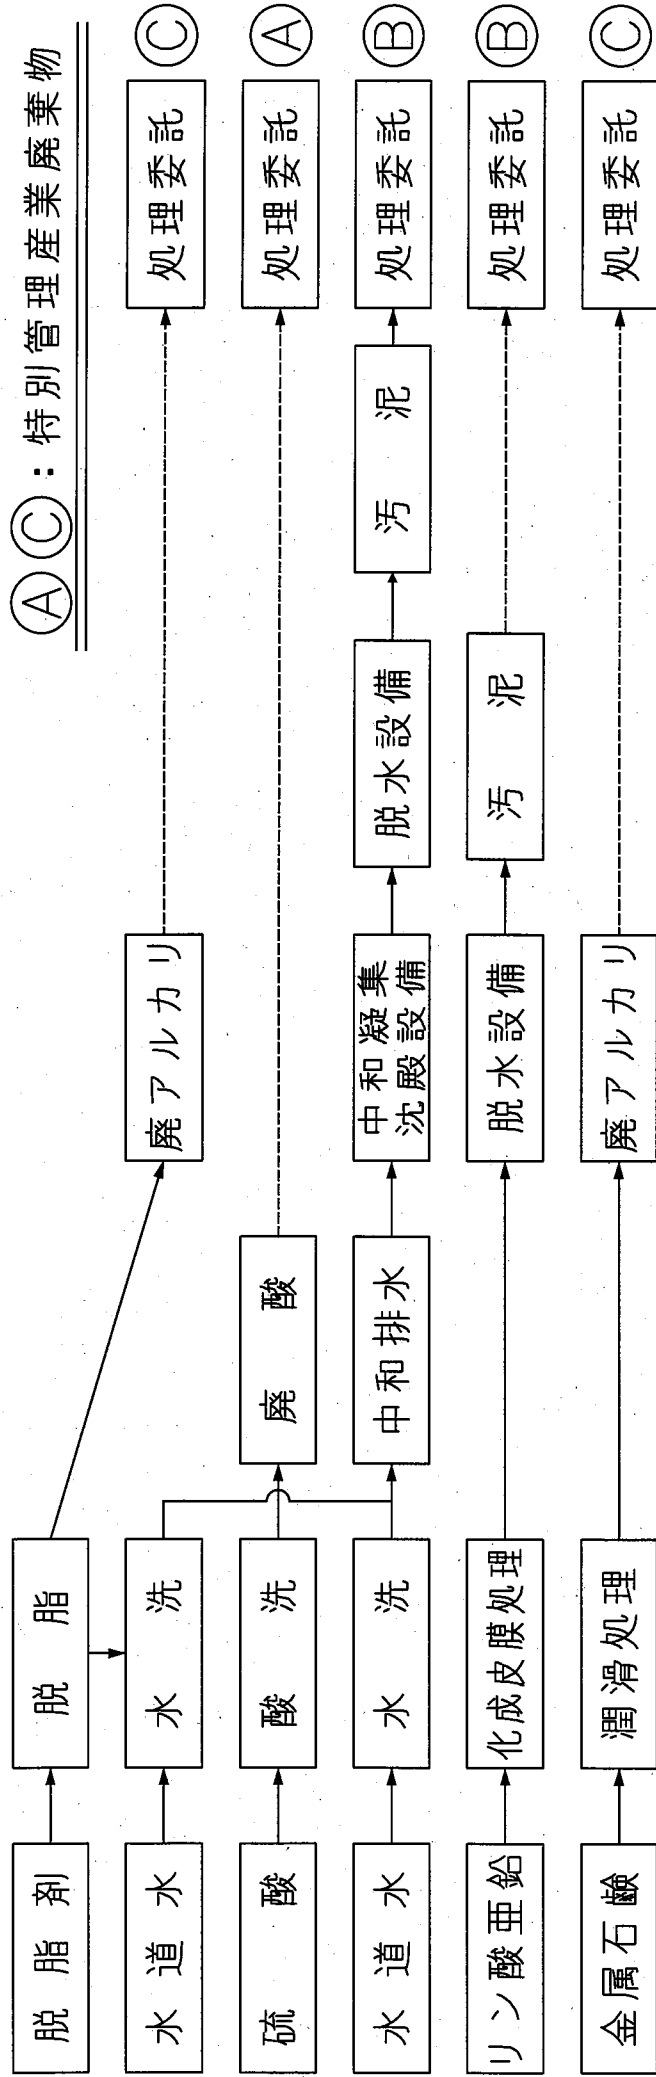 ⒶⒸ：特別管理産業廃棄物
脱脂剤
脱脂
廃アルカリ
処理委託
Ⓒ
水道水
水洗
硫酸
酸洗
廃酸
処理委託
Ⓐ
水道水
水洗
中和排水
中和凝集
沈殿設備
脱水設備
汚泥
処理委託
Ⓑ
リン酸亜鉛
化成皮膜処理
脱水設備
汚泥
処理委託
Ⓑ
金属石鹸
潤滑処理
廃アルカリ
処理委託
Ⓒ